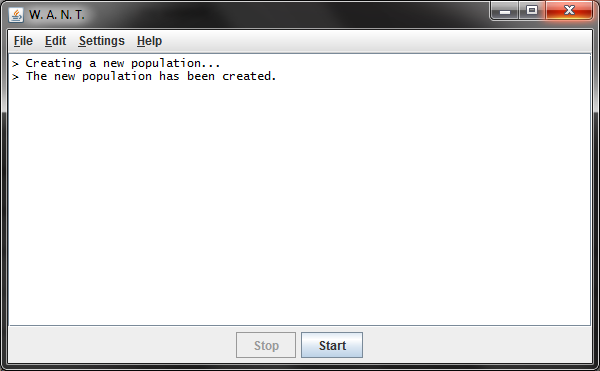 W. A. N. T.
File Edit Settings Help
> Creating a new population...
> The new population has been created.
Stop Start